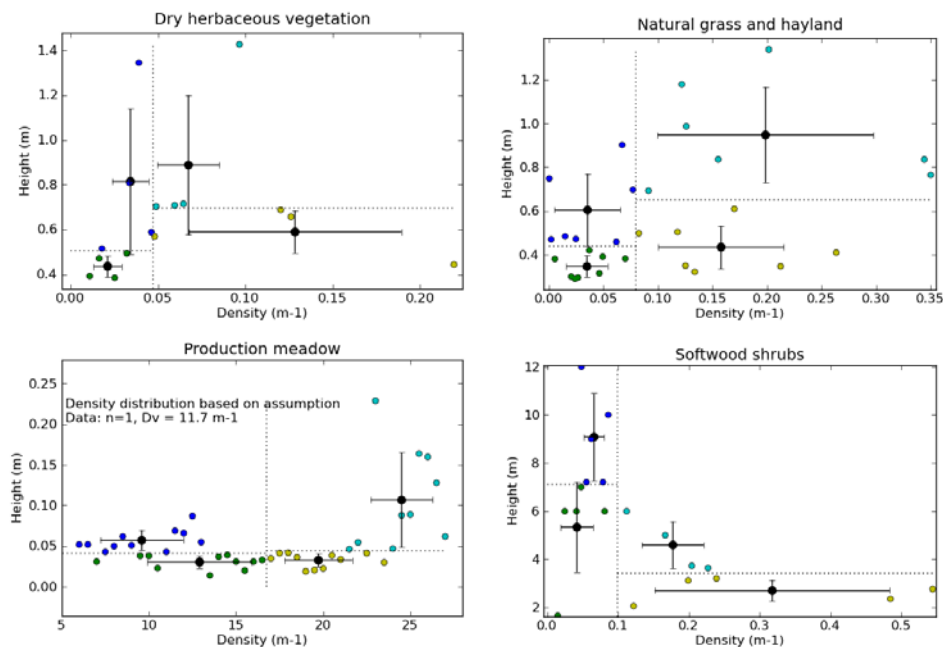 Dry herbaceous vegetation
Height (m)
1.4
1.2
1.0
0.8
0.6
0.4
0.00 0.05 0.10 0.15 0.20
Density (m-1)
Natural grass and hayland
Height (m)
1.2
1.0
0.8
0.6
0.4
0.00 0.05 0.10 0.15 0.20 0.25 0.30 0.35
Density (m-1)
Production meadow
Density distribution based on assumption
Data: n=1, Dv = 11.7 m-1
Height (m)
0.25
0.20
0.15
0.10
0.05
0.00
5 10 15 20 25
Density (m-1)
Softwood shrubs
Height (m)
12
10
8
6
4
2
0.0 0.1 0.2 0.3 0.4 0.5
Density (m-1)